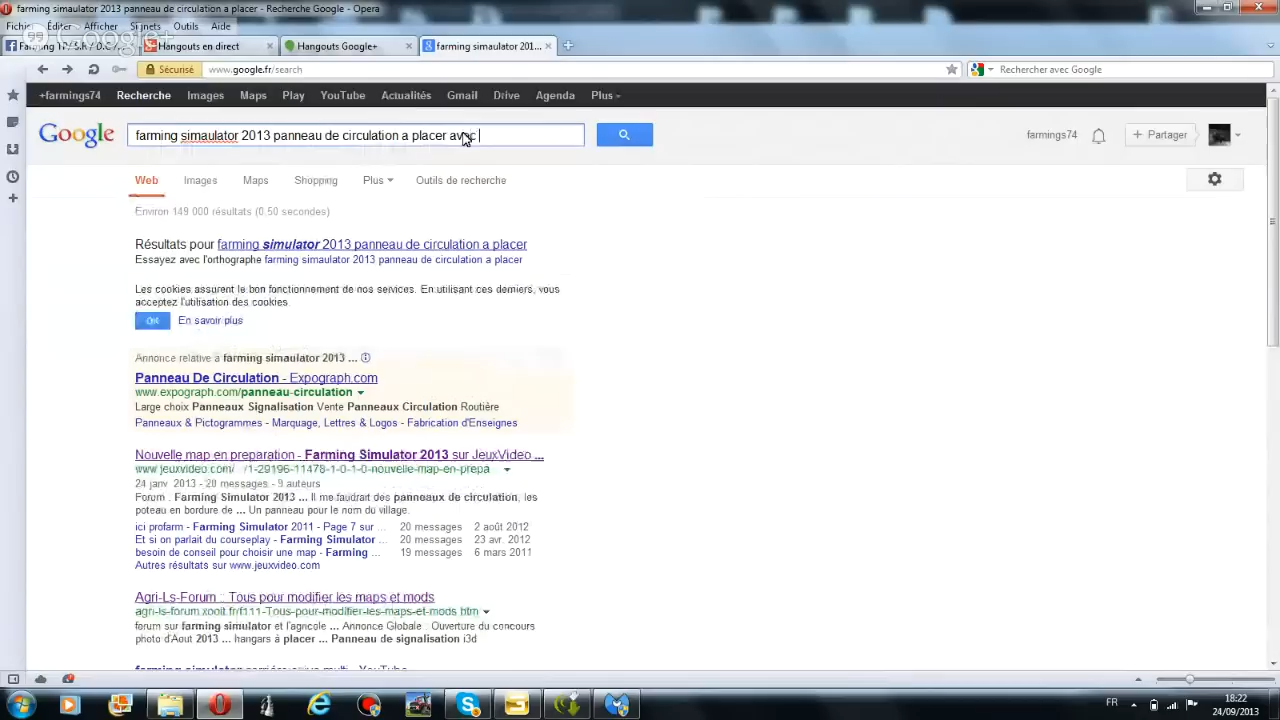 farming simaulator 2013 panneau de circulation a placer - Recherche Google - Opera
Fichier Éditer Afficher Signets Outils Aide
Hangouts en direct Hangouts Google+ farming simaulator 201...
Google+
Sécurisé www.google.fr/search Rechercher avec Google
+farmings74 Recherche Images Maps Play YouTube Actualités Gmail Drive Agenda Plus
Google farming simaulator 2013 panneau de circulation a placer avec farmings74 + Partager
Web Images Maps Shopping Plus Outils de recherche
Environ 149 000 résultats (0,50 secondes)
Résultats pour farming simulator 2013 panneau de circulation a placer
Essayez avec l'orthographe farming simaulator 2013 panneau de circulation a placer
Les cookies assurent le bon fonctionnement de nos services. En utilisant ces derniers, vous
acceptez l'utilisation des cookies.
OK En savoir plus
Annonce relative à farming simaulator 2013 ...
Panneau De Circulation - Expograph.com
www.expograph.com/panneau-circulation
Large choix Panneaux Signalisation Vente Panneaux Circulation Routière
Panneaux & Pictogrammes - Marquage, Lettres & Logos - Fabrication d'Enseignes
Nouvelle map en preparation - Farming Simulator 2013 sur JeuxVideo ...
www.jeuxvideo.com/ /1-29196-11478-1-0-1-0-nouvelle-map-en-prepa
24 janv. 2013 - 20 messages - 9 auteurs
Forum : Farming Simulator 2013 ... Il me faudrait des panneaux de circulation, les
poteau en bordure de ... Un panneau pour le nom du village.
ici profarm - Farming Simulator 2011 - Page 7 sur ... 20 messages 2 août 2012
Et si on parlait du courseplay - Farming Simulator ... 20 messages 23 avr. 2012
besoin de conseil pour choisir une map - Farming ... 19 messages 6 mars 2011
Autres résultats sur www.jeuxvideo.com
Agri-Ls-Forum : Tous pour modifier les maps et mods
agri-ls-forum.xooit.fr/f111-Tous-pour-modifier-les-maps-et-mods.htm
forum sur farming simulator et l'agricole ... Annonce Globale : Ouverture du concours
photo d'Aout 2013 ... hangars à placer ... Panneau de signalisation i3d
FR 18:22
24/09/2013